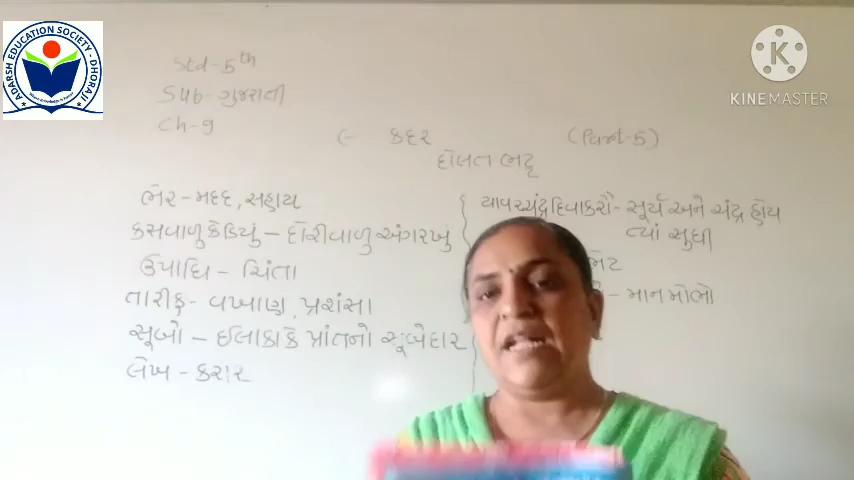 ADARSH EDUCATION SOCIETY - DHORAJI
KINEMASTER
Std-5th
Sub-ગુજરાતી
Ch-9
:- કદર (Part-5)
દોલત ભટ્ટ
ભેર - મદદ, સહાય
કસવાળુ કેડિયું - દોરીવાળુ અંગરખુ
ઉપાધિ - ચિંતા
તારીફ - વખાણ, પ્રશંસા
સૂબો - ઈલાકા કે પ્રાંતનો સૂબેદાર
લેખ - કરાર
યાવચ્ચંદ્રદિવાકરૌ - સૂર્ય અને ચંદ્ર હોય
ત્યાં સુધી
ભેટ
- માન મોભો